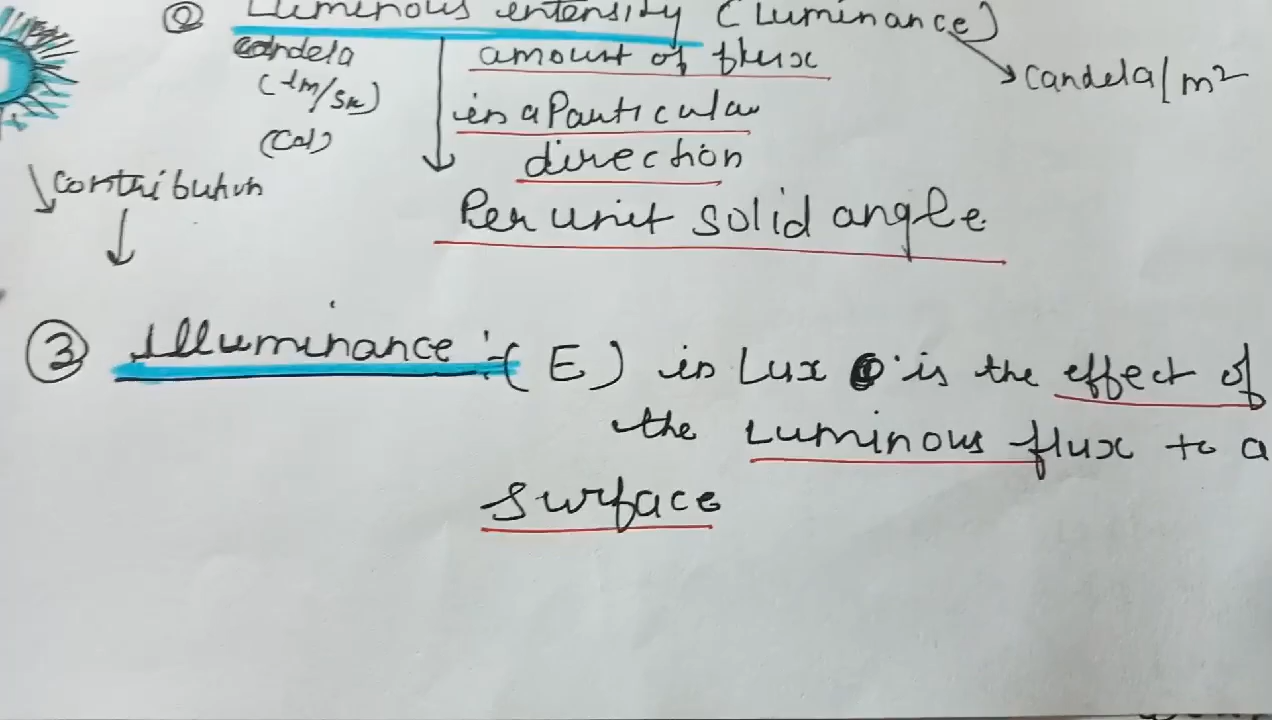 ② Luminous intensity (Luminance)
candela amount of flux
→ candela/m²
(lm/sr) in a Particular
(cd) direction
contribution
Per unit solid angle
③ Illuminance :- (E) in Lux is the effect of
the Luminous flux to a
surface